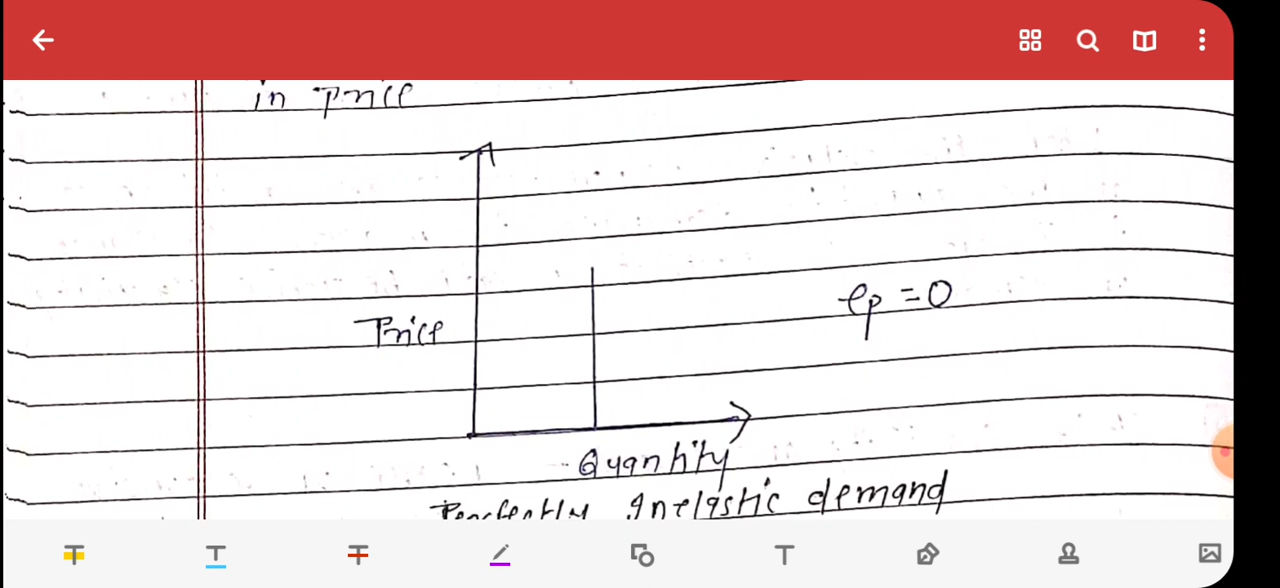 in price
Price
ep = 0
Quantity
Perfectly Inelastic demand